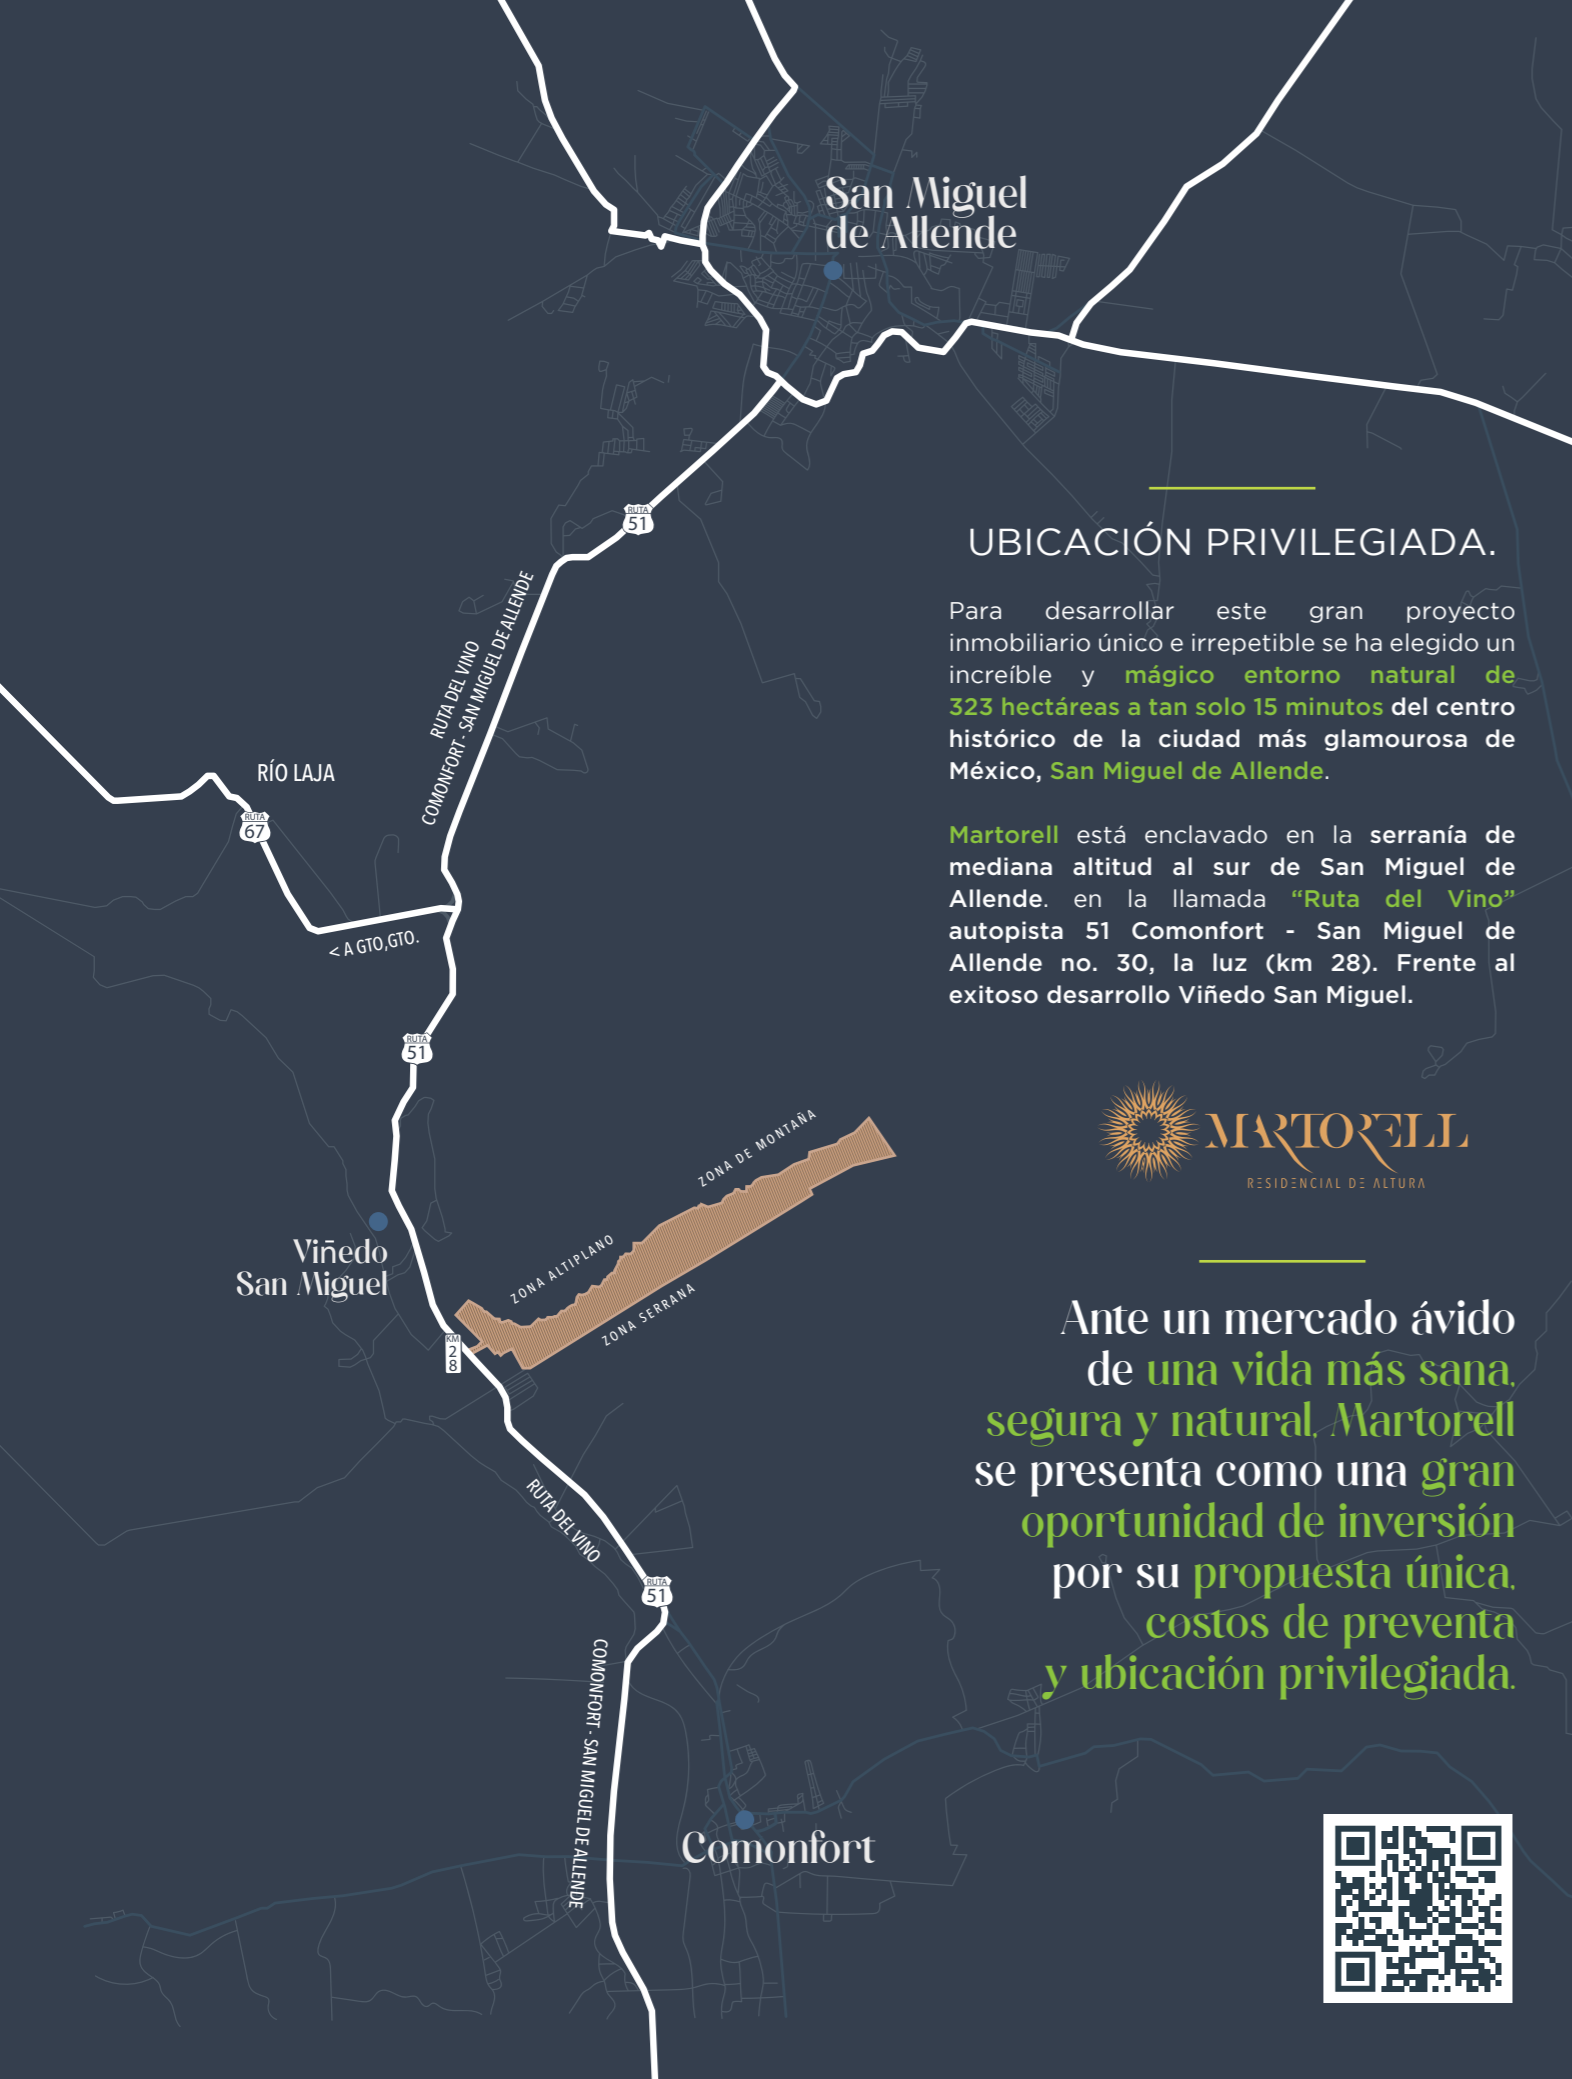 San Miguel
de Allende
RUTA
51
UBICACIÓN PRIVILEGIADA.
Para desarrollar este gran proyecto
inmobiliario único e irrepetible se ha elegido un
increíble y mágico entorno natural de
323 hectáreas a tan solo 15 minutos del centro
histórico de la ciudad más glamourosa de
México, San Miguel de Allende.
RUTA DEL VINO
COMONFORT - SAN MIGUEL DE ALLENDE
RÍO LAJA
RUTA
67
< A GTO,GTO.
Martorell está enclavado en la serranía de
mediana altitud al sur de San Miguel de
Allende. en la llamada “Ruta del Vino”
autopista 51 Comonfort - San Miguel de
Allende no. 30, la luz (km 28). Frente al
exitoso desarrollo Viñedo San Miguel.
RUTA
51
MARTORELL
RESIDENCIAL DE ALTURA
ZONA DE MONTAÑA
ZONA ALTIPLANO
ZONA SERRANA
Viñedo
San Miguel
KM
2
8
Ante un mercado ávido
de una vida más sana,
segura y natural, Martorell
se presenta como una gran
oportunidad de inversión
por su propuesta única,
costos de preventa
y ubicación privilegiada.
RUTA DEL VINO
RUTA
51
COMONFORT - SAN MIGUEL DE ALLENDE
Comonfort